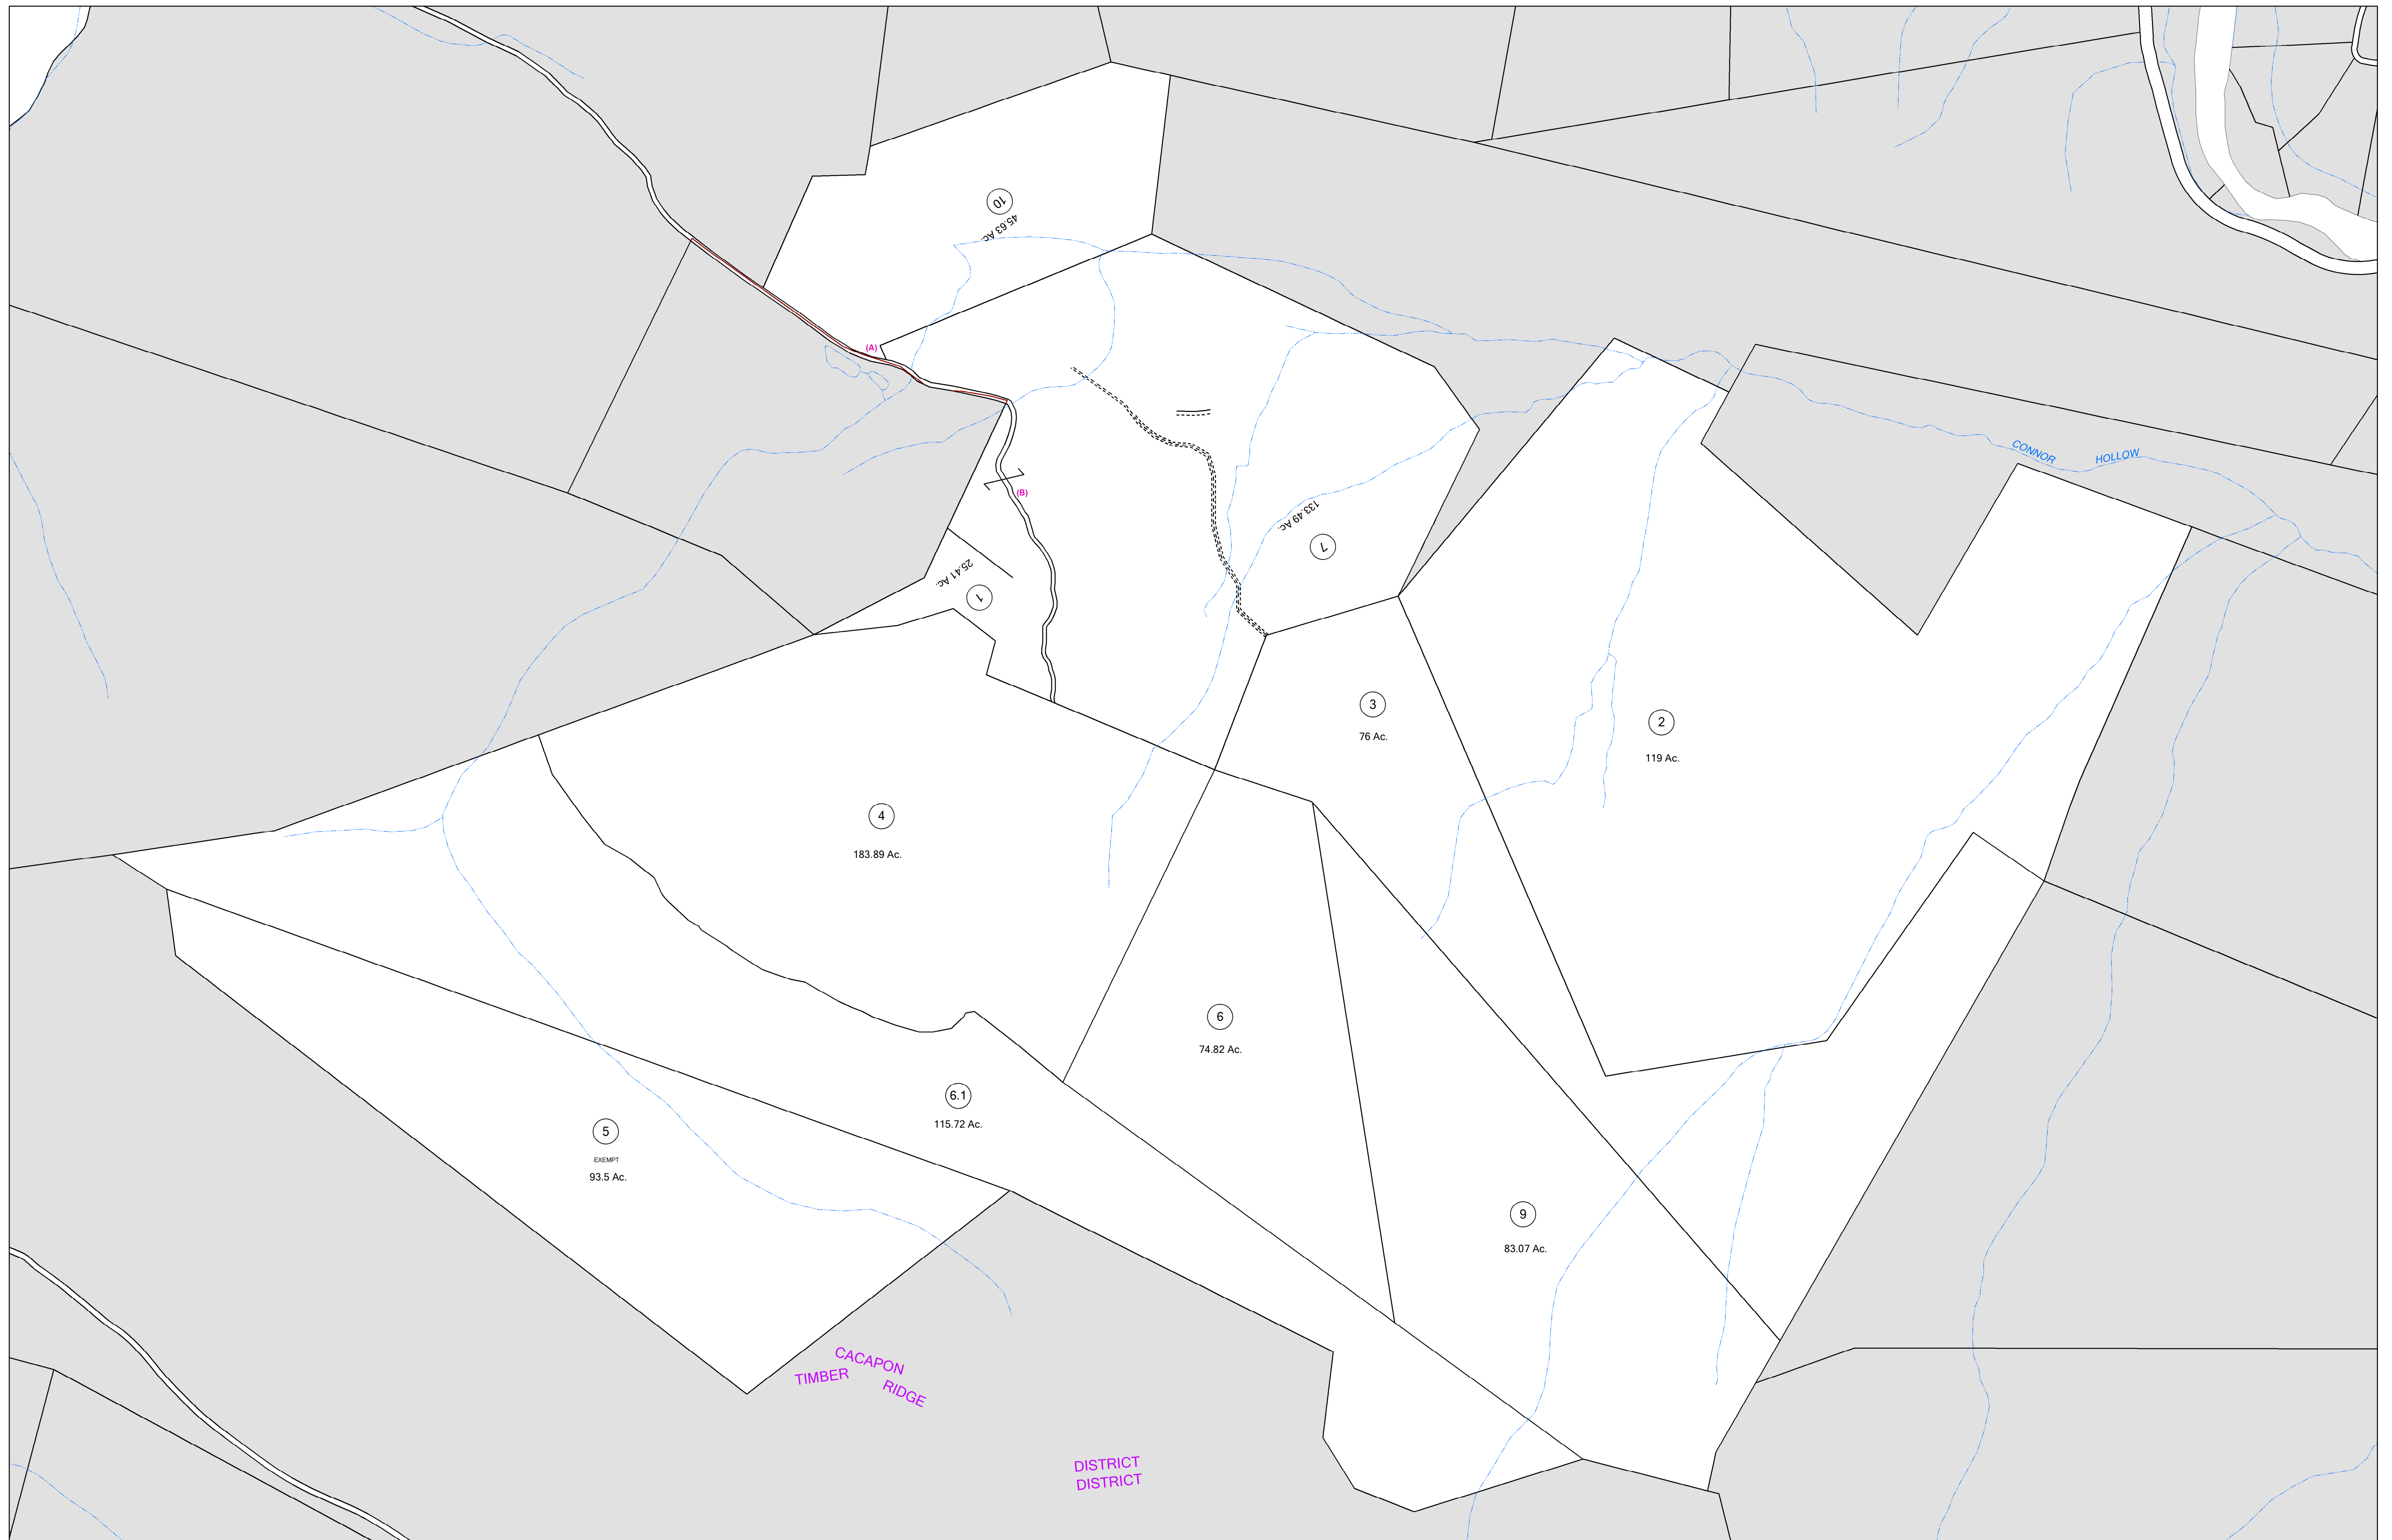 10
45.63 Ac.
(A)
CONNOR HOLLOW
(B)
133.49 Ac.
7
25.41 Ac.
1
3
76 Ac.
2
119 Ac.
4
183.89 Ac.
6
74.82 Ac.
6.1
115.72 Ac.
5
EXEMPT
93.5 Ac.
9
83.07 Ac.
CACAPON
TIMBER RIDGE
DISTRICT
DISTRICT